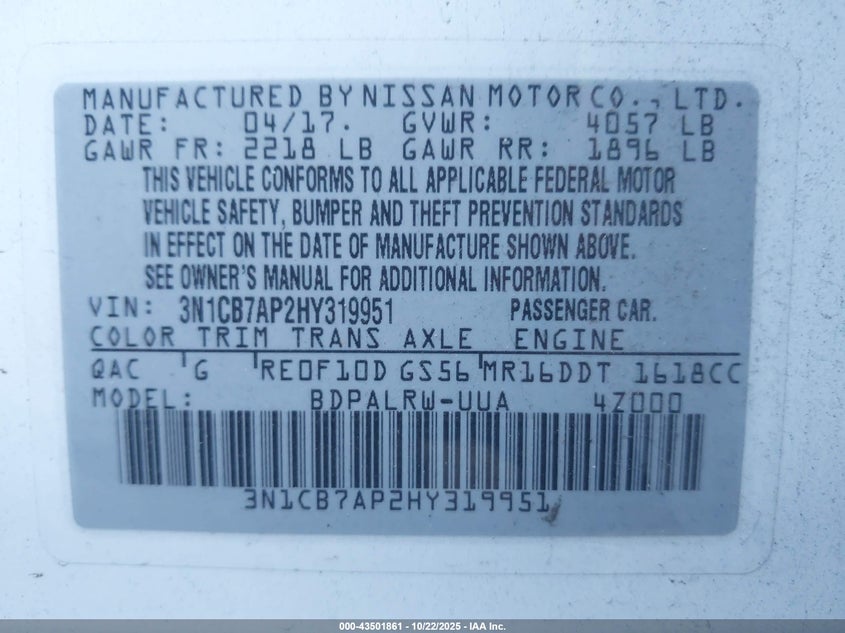 MANUFACTURED BY NISSAN MOTOR CO., LTD.
DATE: 04/17. GVWR: 4057 LB
GAWR FR: 2218 LB GAWR RR: 1896 LB
THIS VEHICLE CONFORMS TO ALL APPLICABLE FEDERAL MOTOR
VEHICLE SAFETY, BUMPER AND THEFT PREVENTION STANDARDS
IN EFFECT ON THE DATE OF MANUFACTURE SHOWN ABOVE.
SEE OWNER'S MANUAL FOR ADDITIONAL INFORMATION.
VIN: 3N1CB7AP2HY319951 PASSENGER CAR.
COLOR TRIM TRANS AXLE ENGINE
QAC G RE0F10D GS56 MR16DDT 1618CC
MODEL: BDPALRW-UUA 4Z000
3N1CB7AP2HY319951
000-43501861 - 10/22/2025 - IAA Inc.